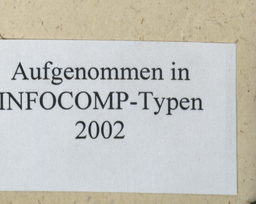 Aufgenommen in
INFOCOMP-Typen
2002